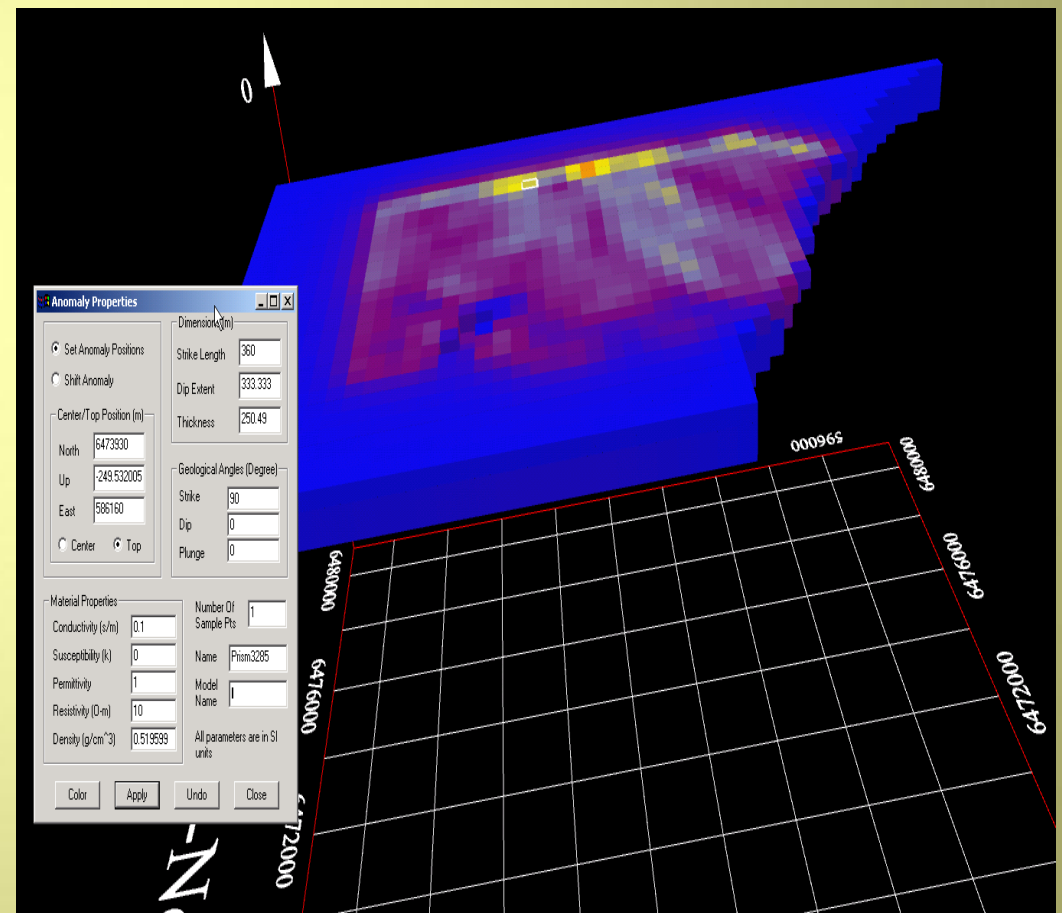 0
Anomaly Properties
Set Anomaly Positions
Shift Anomaly
Center/Top Position (m)
North 6473930
Up -249.532005
East 586160
Center Top
Dimensions (m)
Strike Length 360
Dip Extent 333.333
Thickness 250.49
Geological Angles (Degree)
Strike 90
Dip 0
Plunge 0
Material Properties
Conductivity (s/m) 0.1
Susceptibility (k) 0
Permittivity 1
Resistivity (O-m) 10
Density (g/cm^3) 0.519599
Number Of
Sample Pts 1
Name Prism3285
Model
Name
All parameters are in SI
units
Color Apply Undo Close
596000
6480000
6476000
6472000
6480000
6476000
6472000
-N